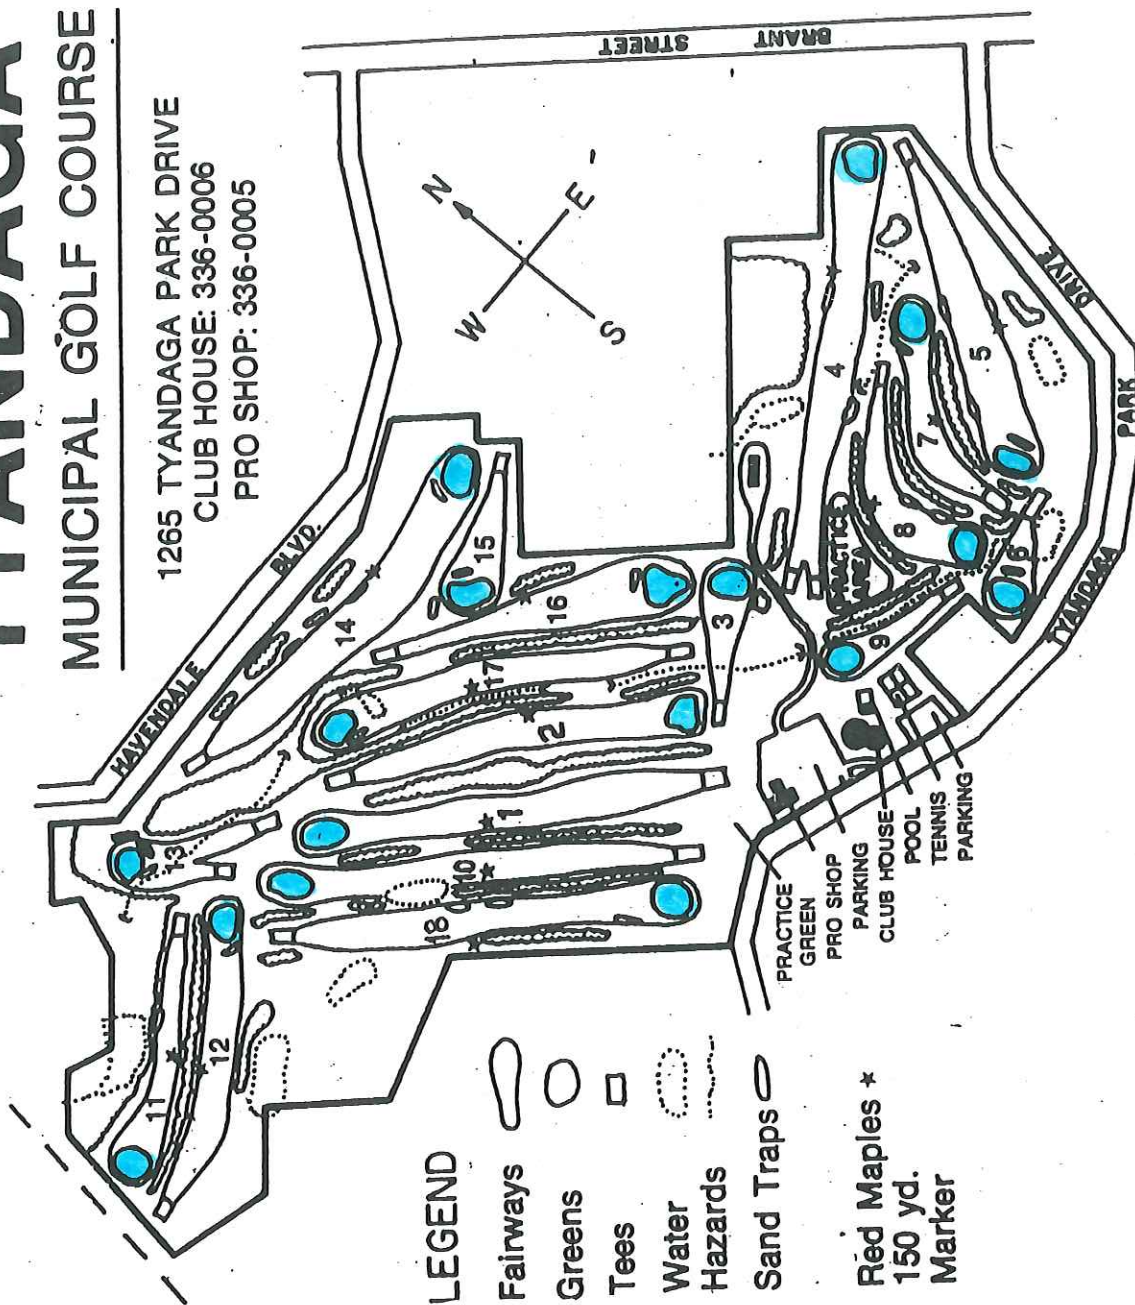 TYANDAGA
MUNICIPAL GOLF COURSE
1265 TYANDAGA PARK DRIVE
CLUB HOUSE: 336-0006
PRO SHOP: 336-0005
BRANT STREET
HAVENDALE BLVD.
TYANDAGA PARK DRIVE
N
E
S
W
1
2
3
4
5
6
7
8
9
10
11
12
13
14
15
16
17
18
PRACTICE
AREA
PRACTICE
GREEN
PRO SHOP
PARKING
CLUB HOUSE
POOL
TENNIS
PARKING
LEGEND
Fairways
Greens
Tees
Water
Hazards
Sand Traps
Red Maples
150 yd.
Marker